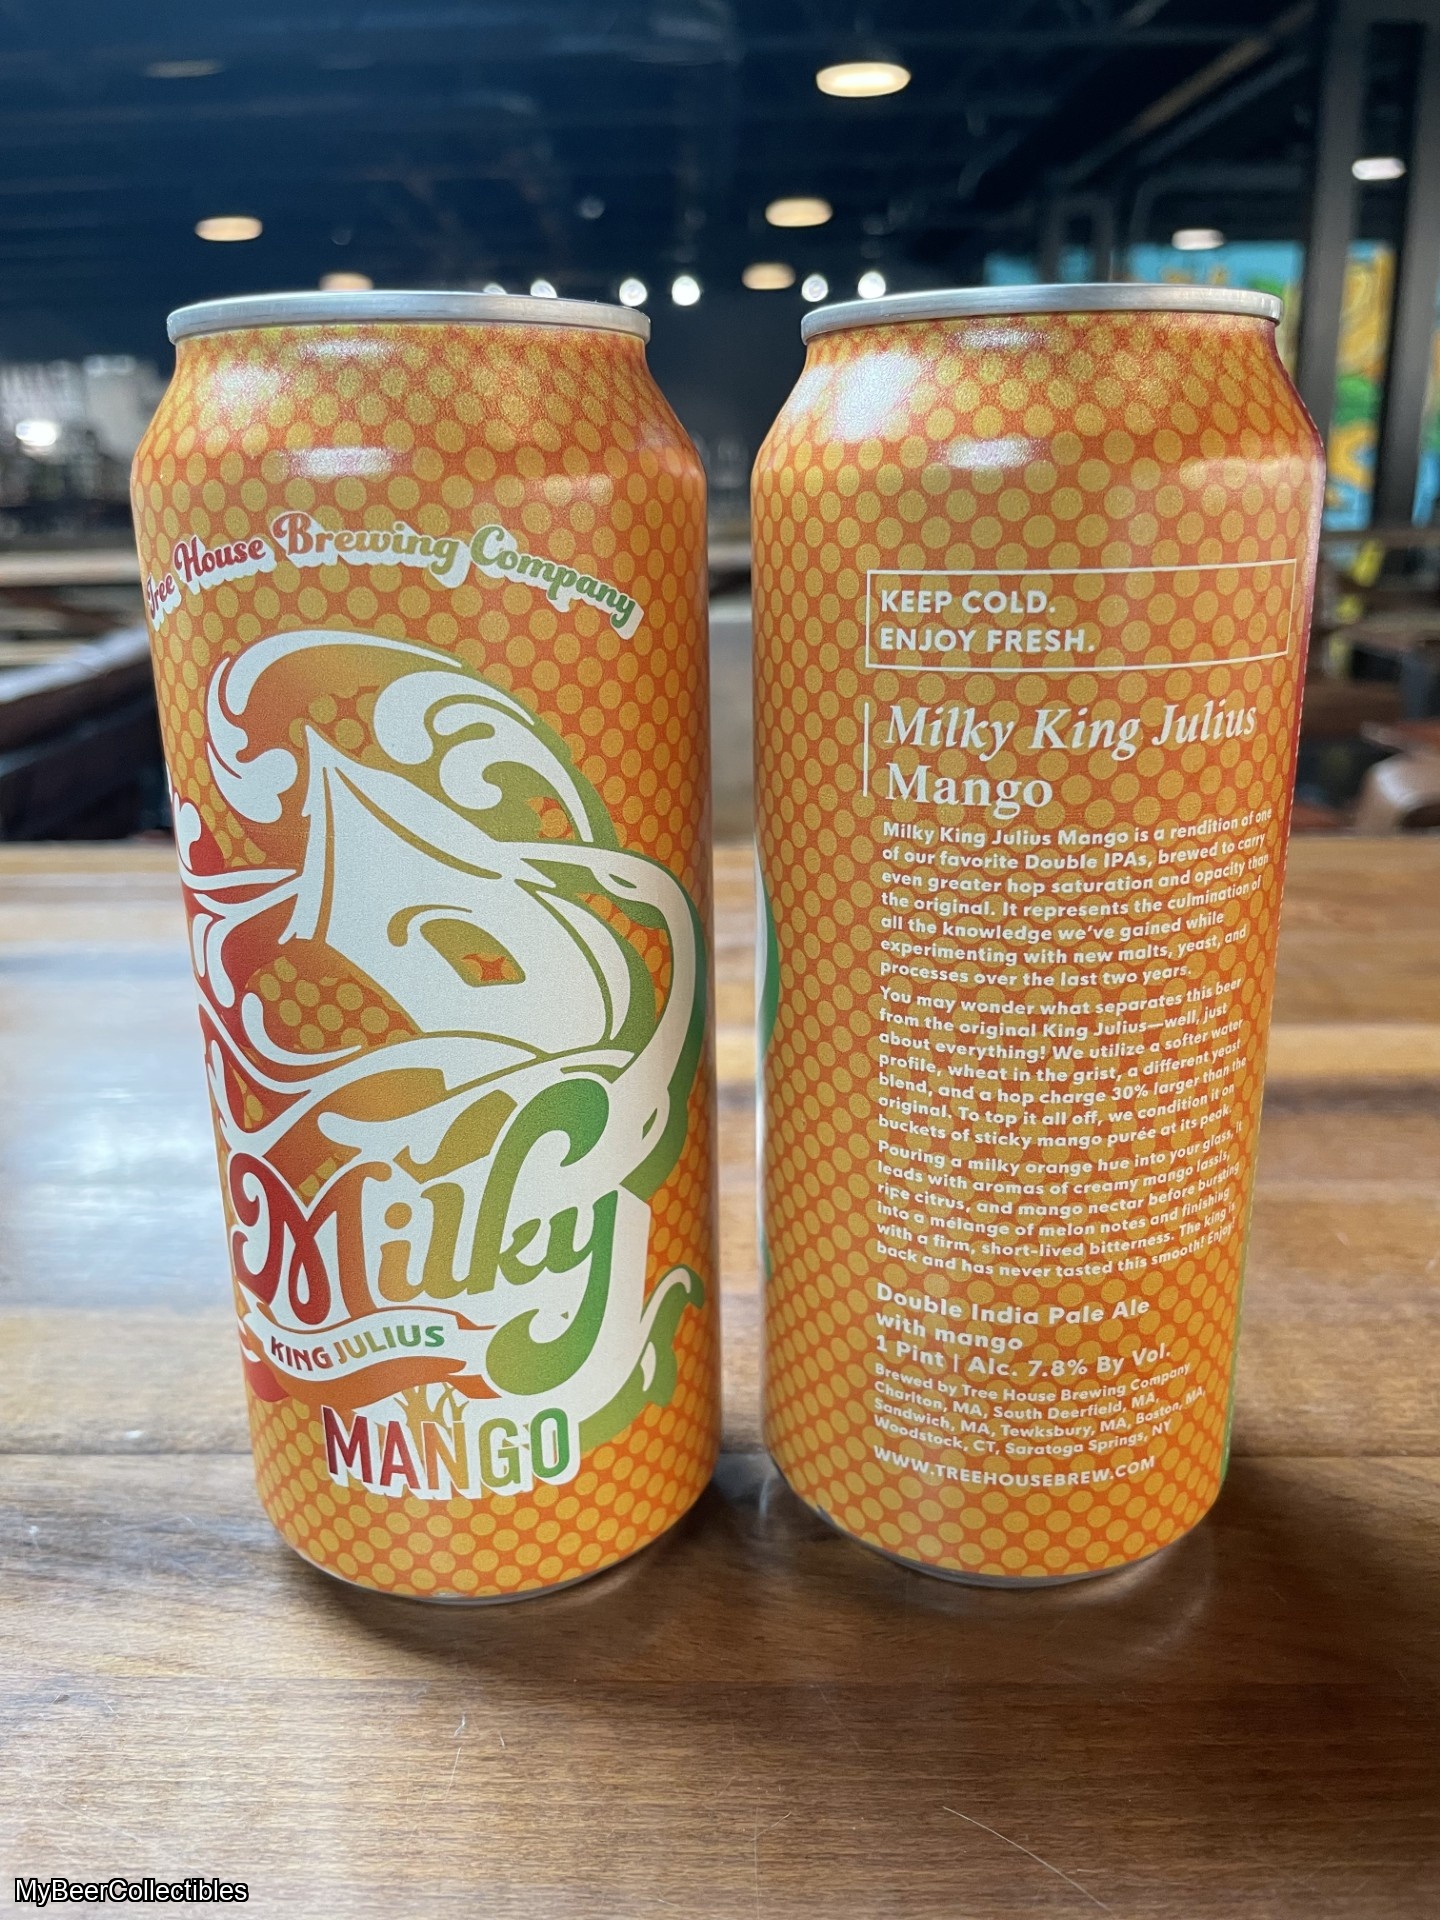 Tree House Brewing Company
Milky
KING JULIUS
MANGO
KEEP COLD.
ENJOY FRESH.
Milky King Julius
Mango
Milky King Julius Mango is a rendition of one
of our favorite Double IPAs, brewed to carry
even greater hop saturation and opacity than
the original. It represents the culmination of
all the knowledge we've gained while
experimenting with new malts, yeast, and
processes over the last two years.
You may wonder what separates this beer
from the original King Julius—well, just
about everything! We utilize a softer water
profile, wheat in the grist, a different yeast
blend, and a hop charge 30% larger than the
original. To top it all off, we condition it on
buckets of sticky mango purée at its peak.
Pouring a milky orange hue into your glass, it
leads with aromas of creamy mango lassis,
ripe citrus, and mango nectar before bursting
into a mélange of melon notes and finishing
with a firm, short-lived bitterness. The king is
back and has never tasted this smooth! Enjoy!
Double India Pale Ale
with mango
1 Pint | Alc. 7.8% By Vol.
Brewed by Tree House Brewing Company
Charlton, MA, South Deerfield, MA,
Sandwich, MA, Tewksbury, MA, Boston, MA,
Woodstock, CT, Saratoga Springs, NY
WWW.TREEHOUSEBREW.COM
MyBeerCollectibles